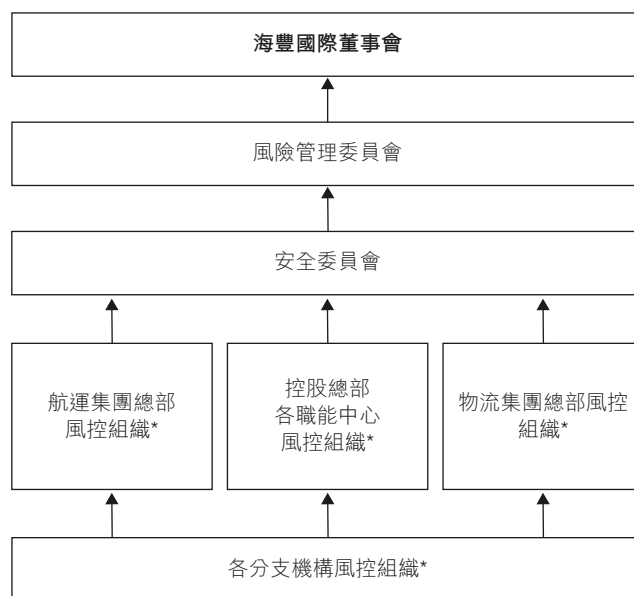 海豐國際董事會
風險管理委員會
安全委員會
航運集團總部
風控組織*
控股總部
各職能中心
風控組織*
物流集團總部風控
組織*
各分支機構風控組織*